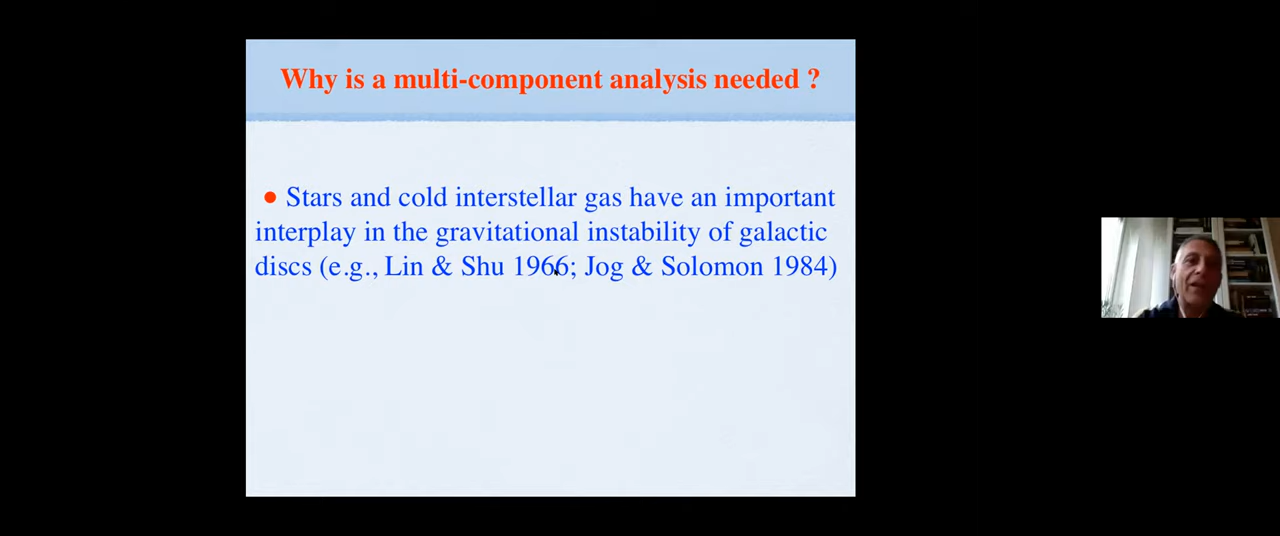 Why is a multi-component analysis needed ?
● Stars and cold interstellar gas have an important
interplay in the gravitational instability of galactic
discs (e.g., Lin & Shu 1966; Jog & Solomon 1984)